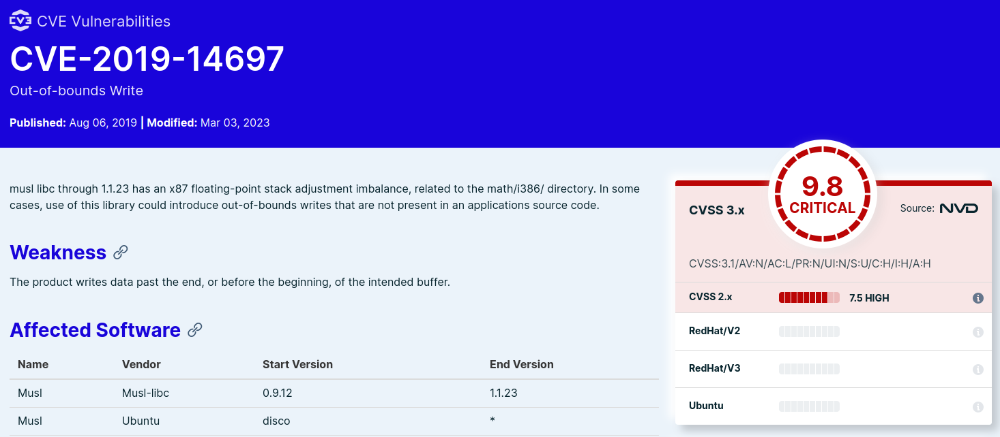 CVE Vulnerabilities
CVE-2019-14697
Out-of-bounds Write
Published: Aug 06, 2019 | Modified: Mar 03, 2023
musl libc through 1.1.23 has an x87 floating-point stack adjustment imbalance, related to the math/i386/ directory. In some
cases, use of this library could introduce out-of-bounds writes that are not present in an applications source code.
Weakness
The product writes data past the end, or before the beginning, of the intended buffer.
Affected Software
Name Vendor Start Version End Version
Musl Musl-libc 0.9.12 1.1.23
Musl Ubuntu disco *
9.8
CRITICAL
CVSS 3.x
Source: NVD
CVSS:3.1/AV:N/AC:L/PR:N/UI:N/S:U/C:H/I:H/A:H
CVSS 2.x 7.5 HIGH
RedHat/V2
RedHat/V3
Ubuntu